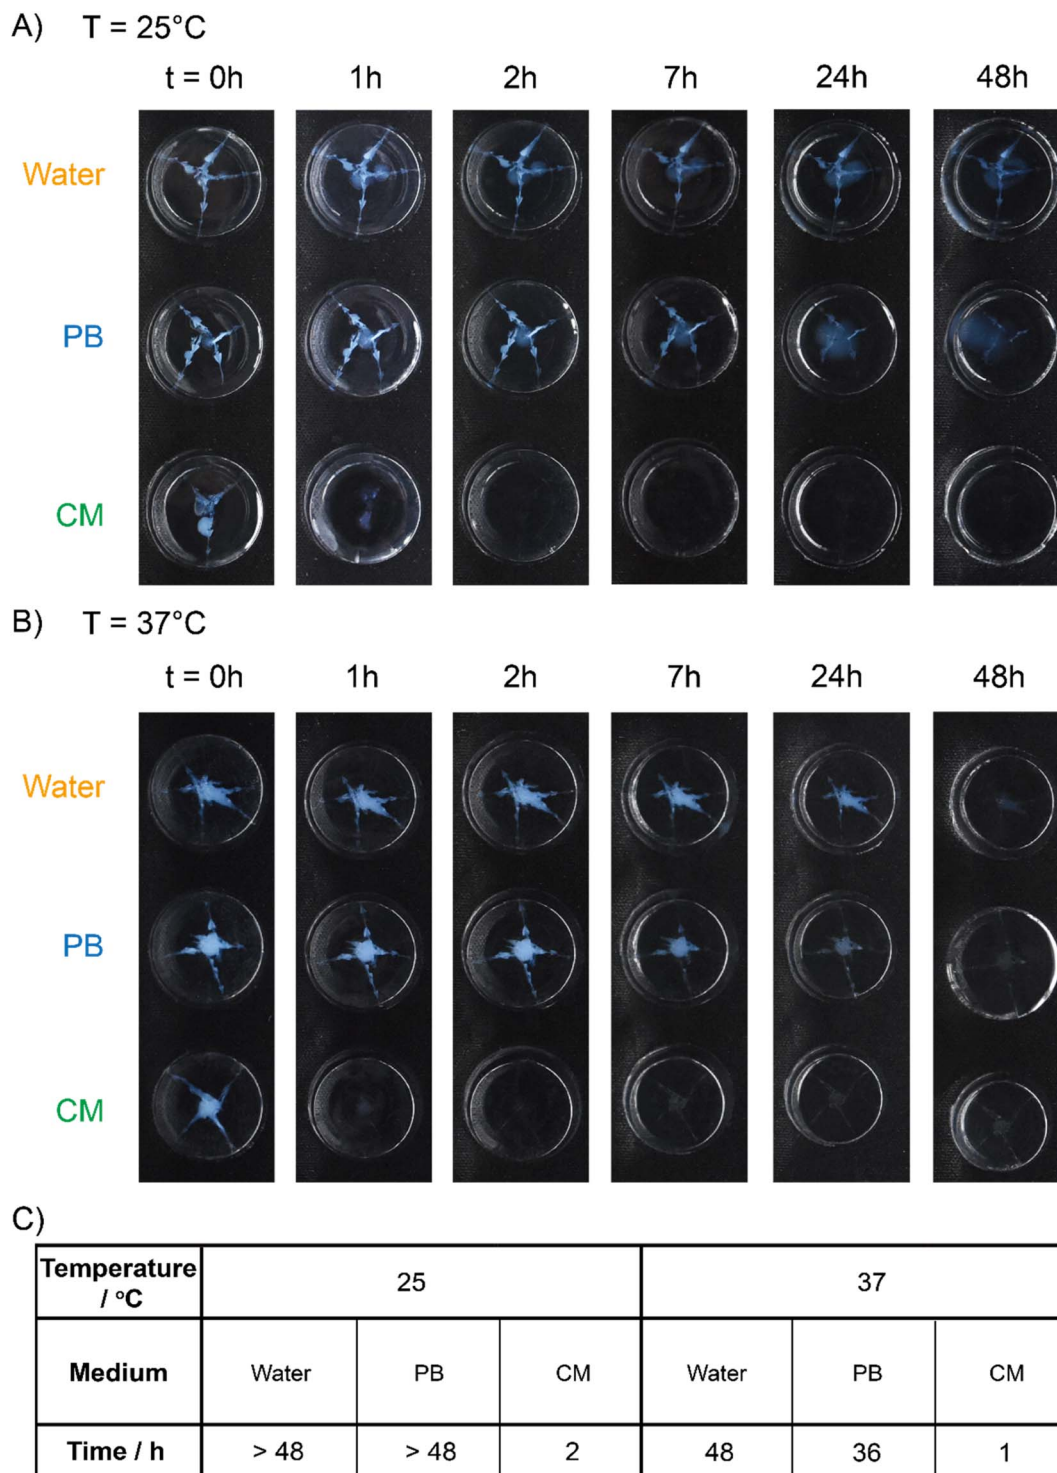 A) T = 25°C
t = 0h 1h 2h 7h 24h 48h
Water
PB
CM
B) T = 37°C
t = 0h 1h 2h 7h 24h 48h
Water
PB
CM
C)
Temperature / °C 25 37
Medium Water PB CM Water PB CM
Time / h > 48 > 48 2 48 36 1